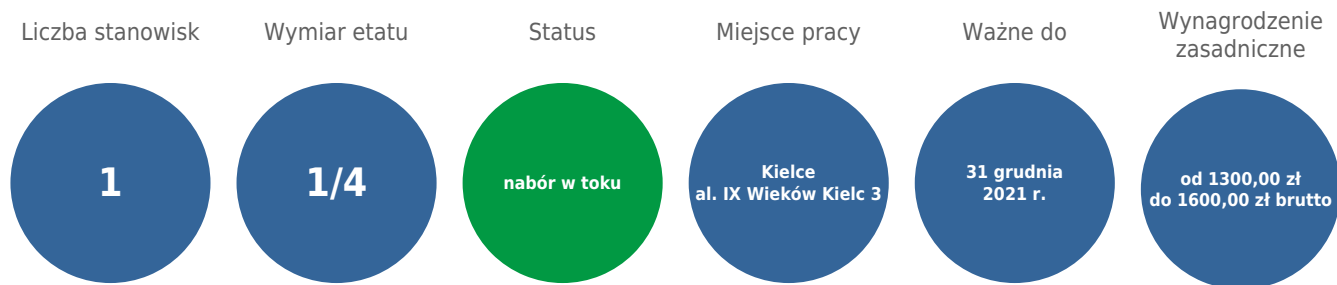 Liczba stanowisk
1
Wymiar etatu
1/4
Status
nabór w toku
Miejsce pracy
Kielce
al. IX Wieków Kielc 3
Ważne do
31 grudnia
2021 r.
Wynagrodzenie
zasadnicze
od 1300,00 zł
do 1600,00 zł brutto